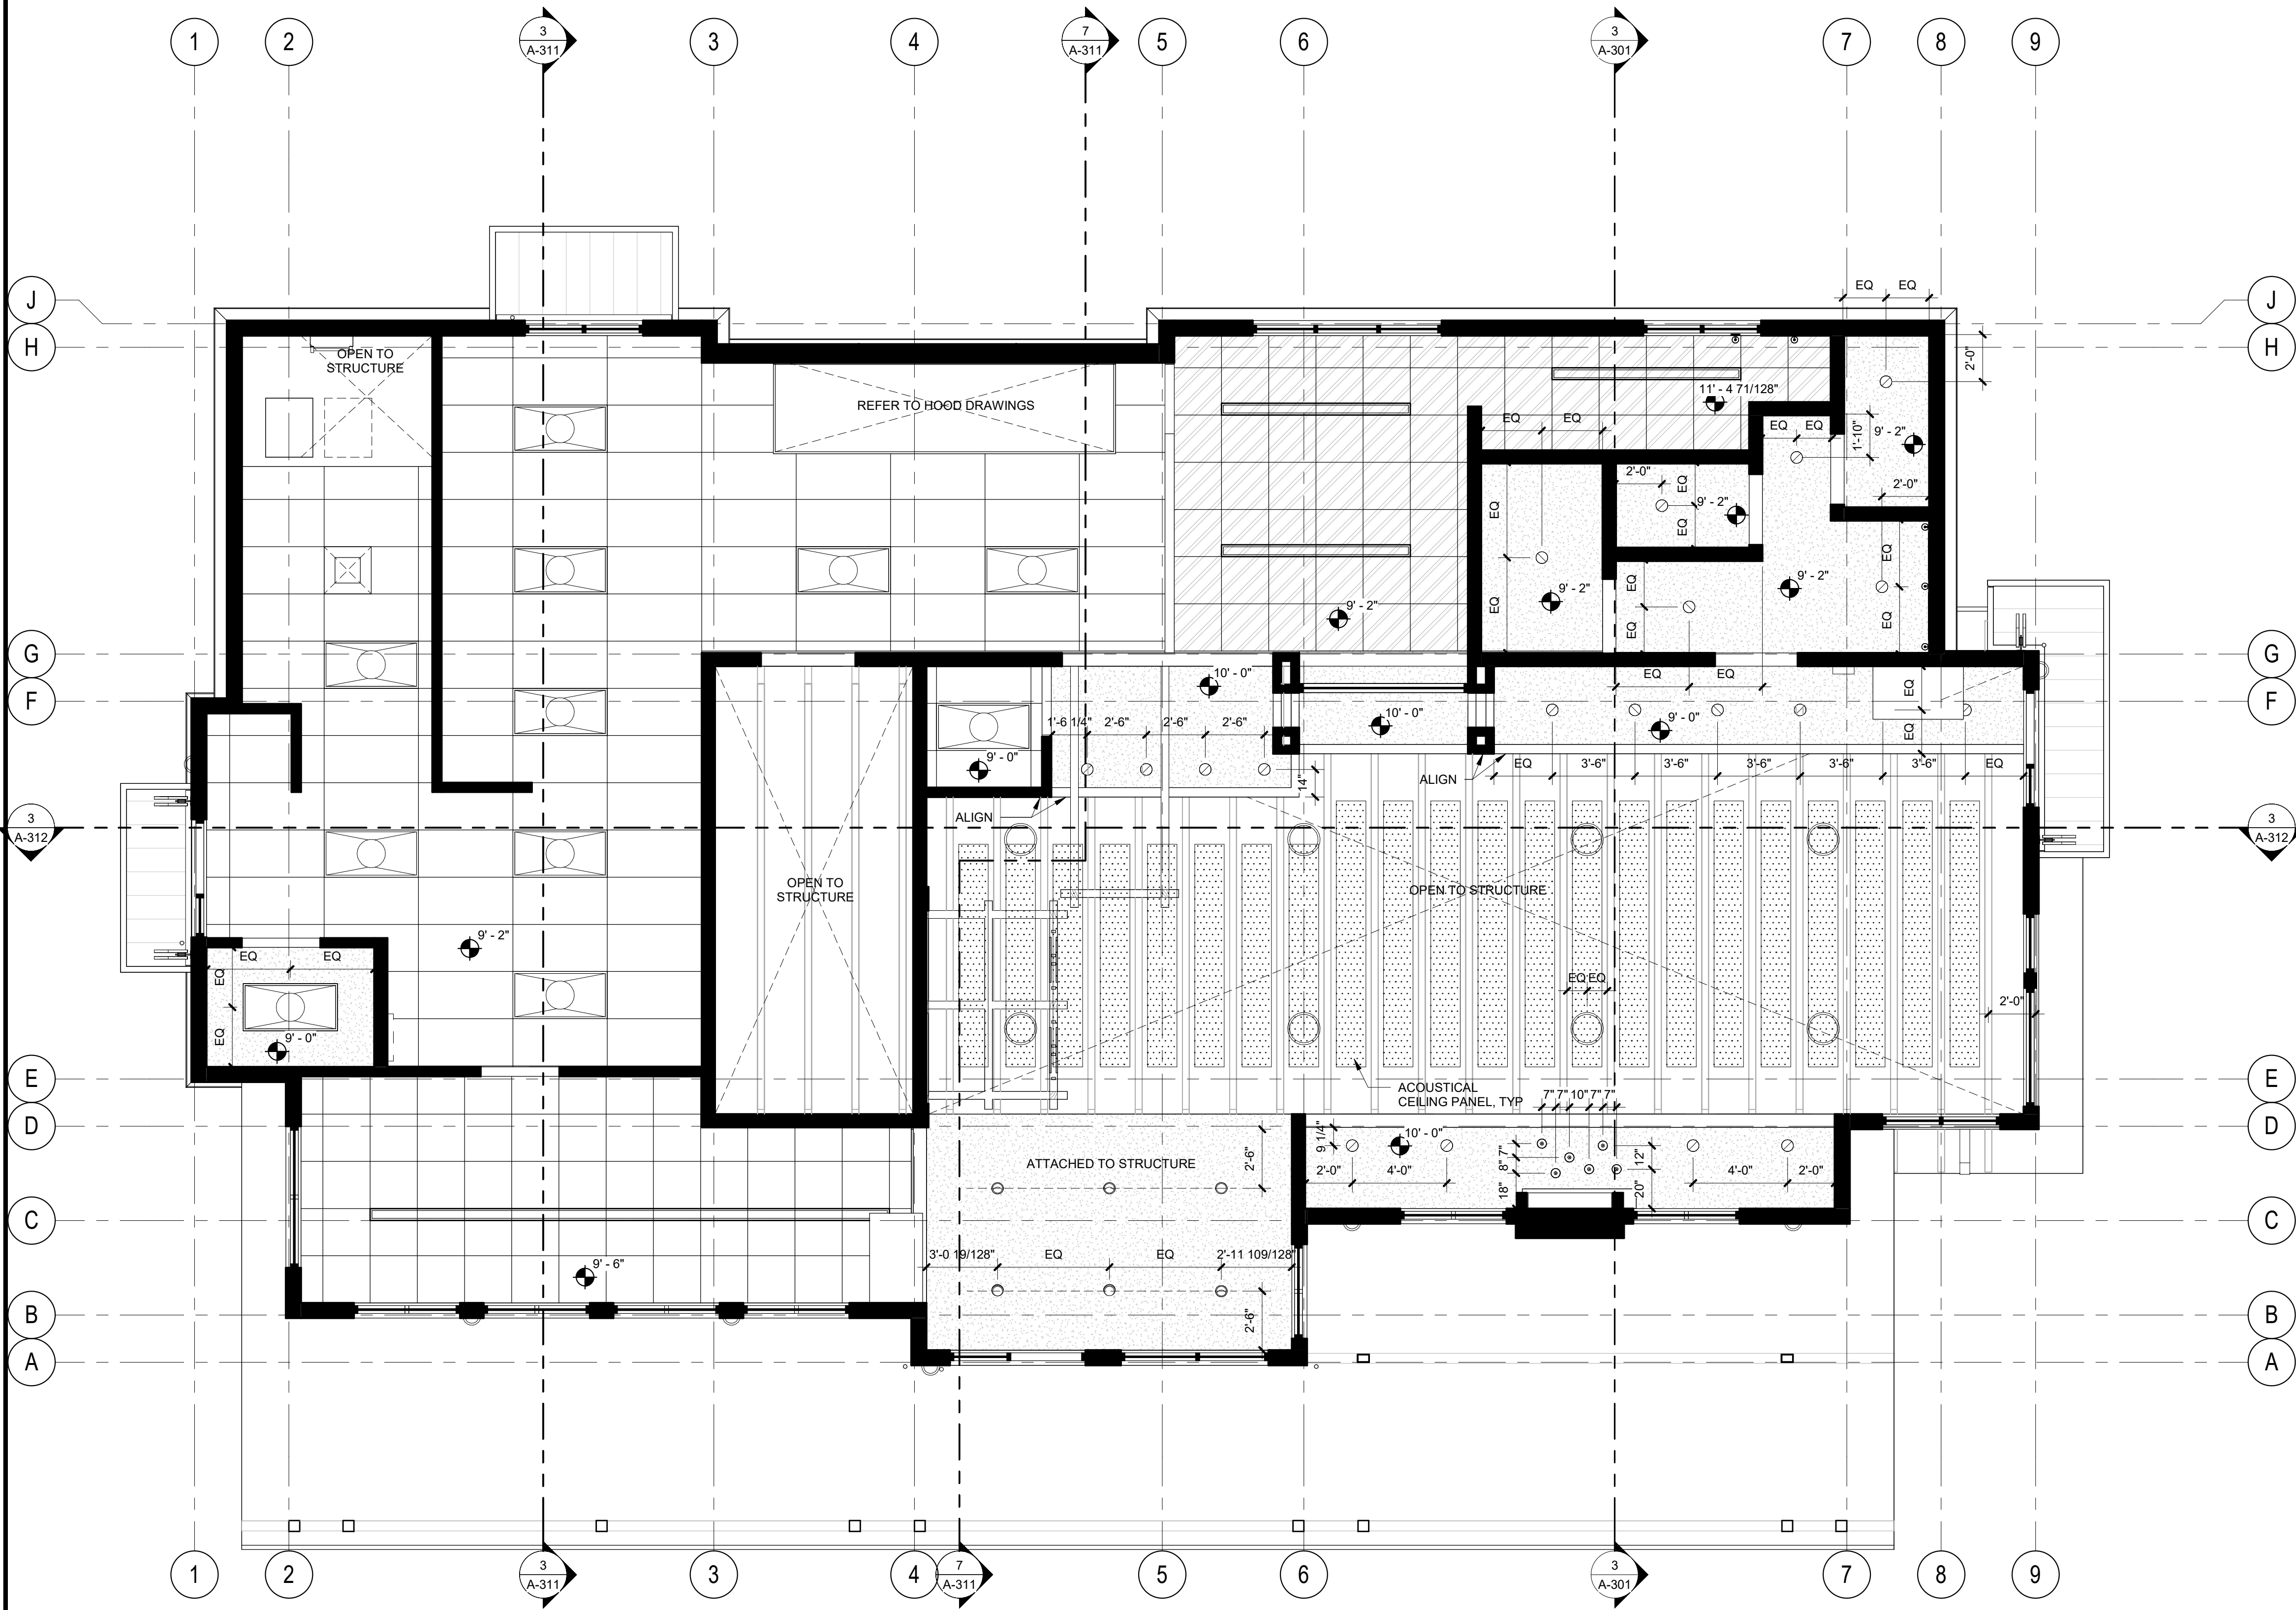 1
2
3
A-311
3
4
7
A-311
5
6
3
A-301
7
8
9
EQ EQ
J
J
H
H
OPEN TO
STRUCTURE
2'-0"
REFER TO HOOD DRAWINGS
11' - 4 71/128"
EQ EQ
EQ EQ
1'-10"
9' - 2"
2'-0"
EQ
9' - 2"
EQ
2'-0"
EQ
EQ
9' - 2"
EQ
EQ
9' - 2"
EQ
EQ
9' - 2"
EQ
G
G
10' - 0"
EQ EQ
EQ
F
F
1'-6 1/4" 2'-6" 2'-6" 2'-6"
10' - 0"
9' - 0"
EQ
9' - 0"
14"
ALIGN
EQ 3'-6" 3'-6" 3'-6" 3'-6" 3'-6" EQ
3
A-312
ALIGN
3
A-312
OPEN TO
STRUCTURE
OPEN TO STRUCTURE
9' - 2"
EQ EQ
EQ
EQ
9' - 0"
EQ EQ
2'-0"
E
E
ACOUSTICAL
CEILING PANEL, TYP
7" 7" 10" 7" 7"
D
D
9 1/4"
10' - 0"
ATTACHED TO STRUCTURE
2'-6"
2'-0" 4'-0"
7"
8"
18"
12"
20"
4'-0" 2'-0"
C
C
3'-0 19/128" EQ EQ 2'-11 109/128"
9' - 6"
B
B
2'-6"
A
A
1
2
3
A-311
3
4
7
A-311
5
6
3
A-301
7
8
9